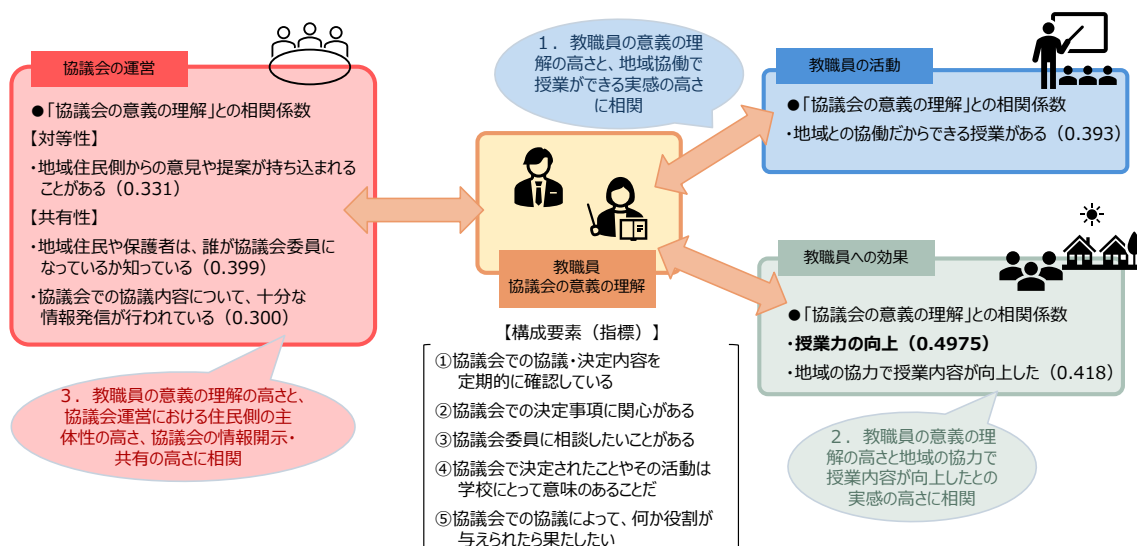 協議会の運営
●「協議会の意義の理解」との相関係数
【対等性】
・地域住民側からの意見や提案が持ち込まれる
ことがある（0.331）
【共有性】
・地域住民や保護者は、誰が協議会委員に
なっているか知っている（0.399）
・協議会での協議内容について、十分な
情報発信が行われている（0.300）
3．教職員の意義の理解の高さと、
協議会運営における住民側の主
体性の高さ、協議会の情報開示・
共有の高さに相関
1．教職員の意義の理
解の高さと、地域協働で
授業ができる実感の高さ
に相関
教職員
協議会の意義の理解
【構成要素（指標）】
①協議会での協議・決定内容を
定期的に確認している
②協議会での決定事項に関心がある
③協議会委員に相談したいことがある
④協議会で決定されたことやその活動は
学校にとって意味のあることだ
⑤協議会での協議によって、何か役割が
与えられたら果たしたい
教職員の活動
●「協議会の意義の理解」との相関係数
・地域との協働だからできる授業がある（0.393）
教職員への効果
●「協議会の意義の理解」との相関係数
・授業力の向上（0.4975）
・地域の協力で授業内容が向上した（0.418）
2．教職員の意義の理
解の高さと地域の協力で
授業内容が向上したとの
実感の高さに相関